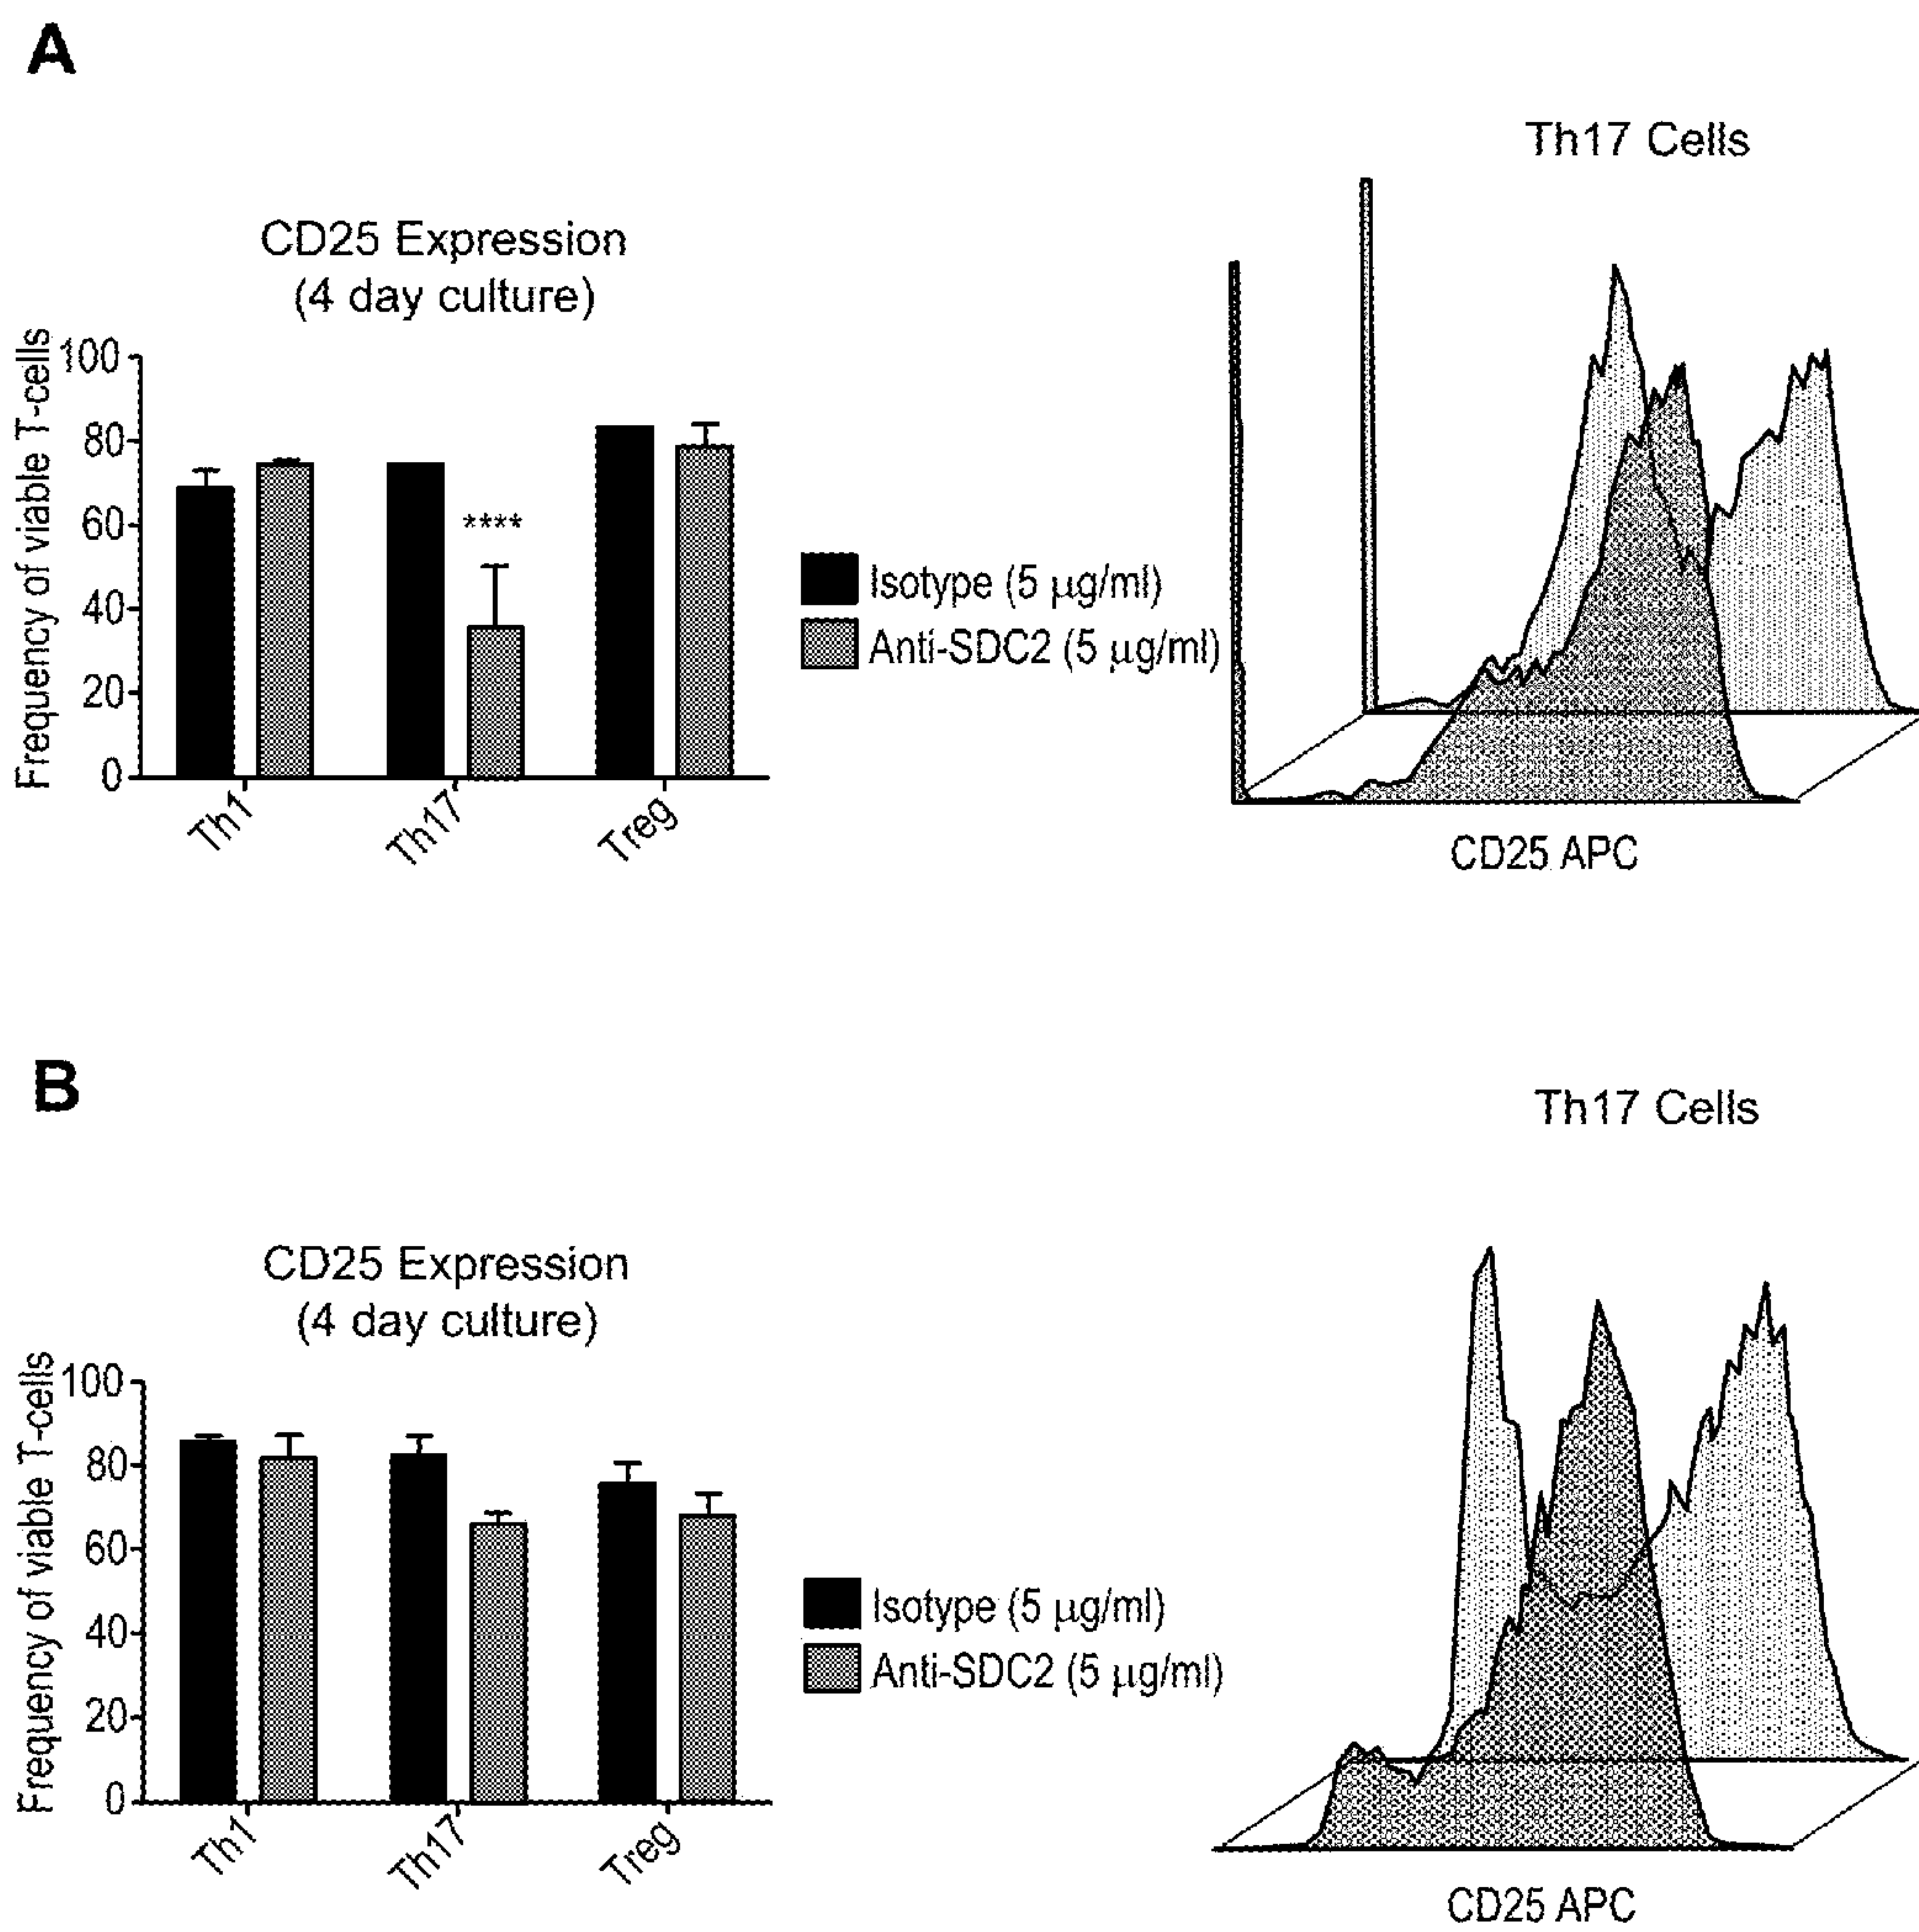 A
Th17 Cells
CD25 Expression
(4 day culture)
Frequency of viable T-cells
100
80
60
40
20
0
****
Th1
Th17
Treg
Isotype (5 µg/ml)
Anti-SDC2 (5 µg/ml)
CD25 APC
B
Th17 Cells
CD25 Expression
(4 day culture)
Frequency of viable T-cells
100
80
60
40
20
0
Th1
Th17
Treg
Isotype (5 µg/ml)
Anti-SDC2 (5 µg/ml)
CD25 APC